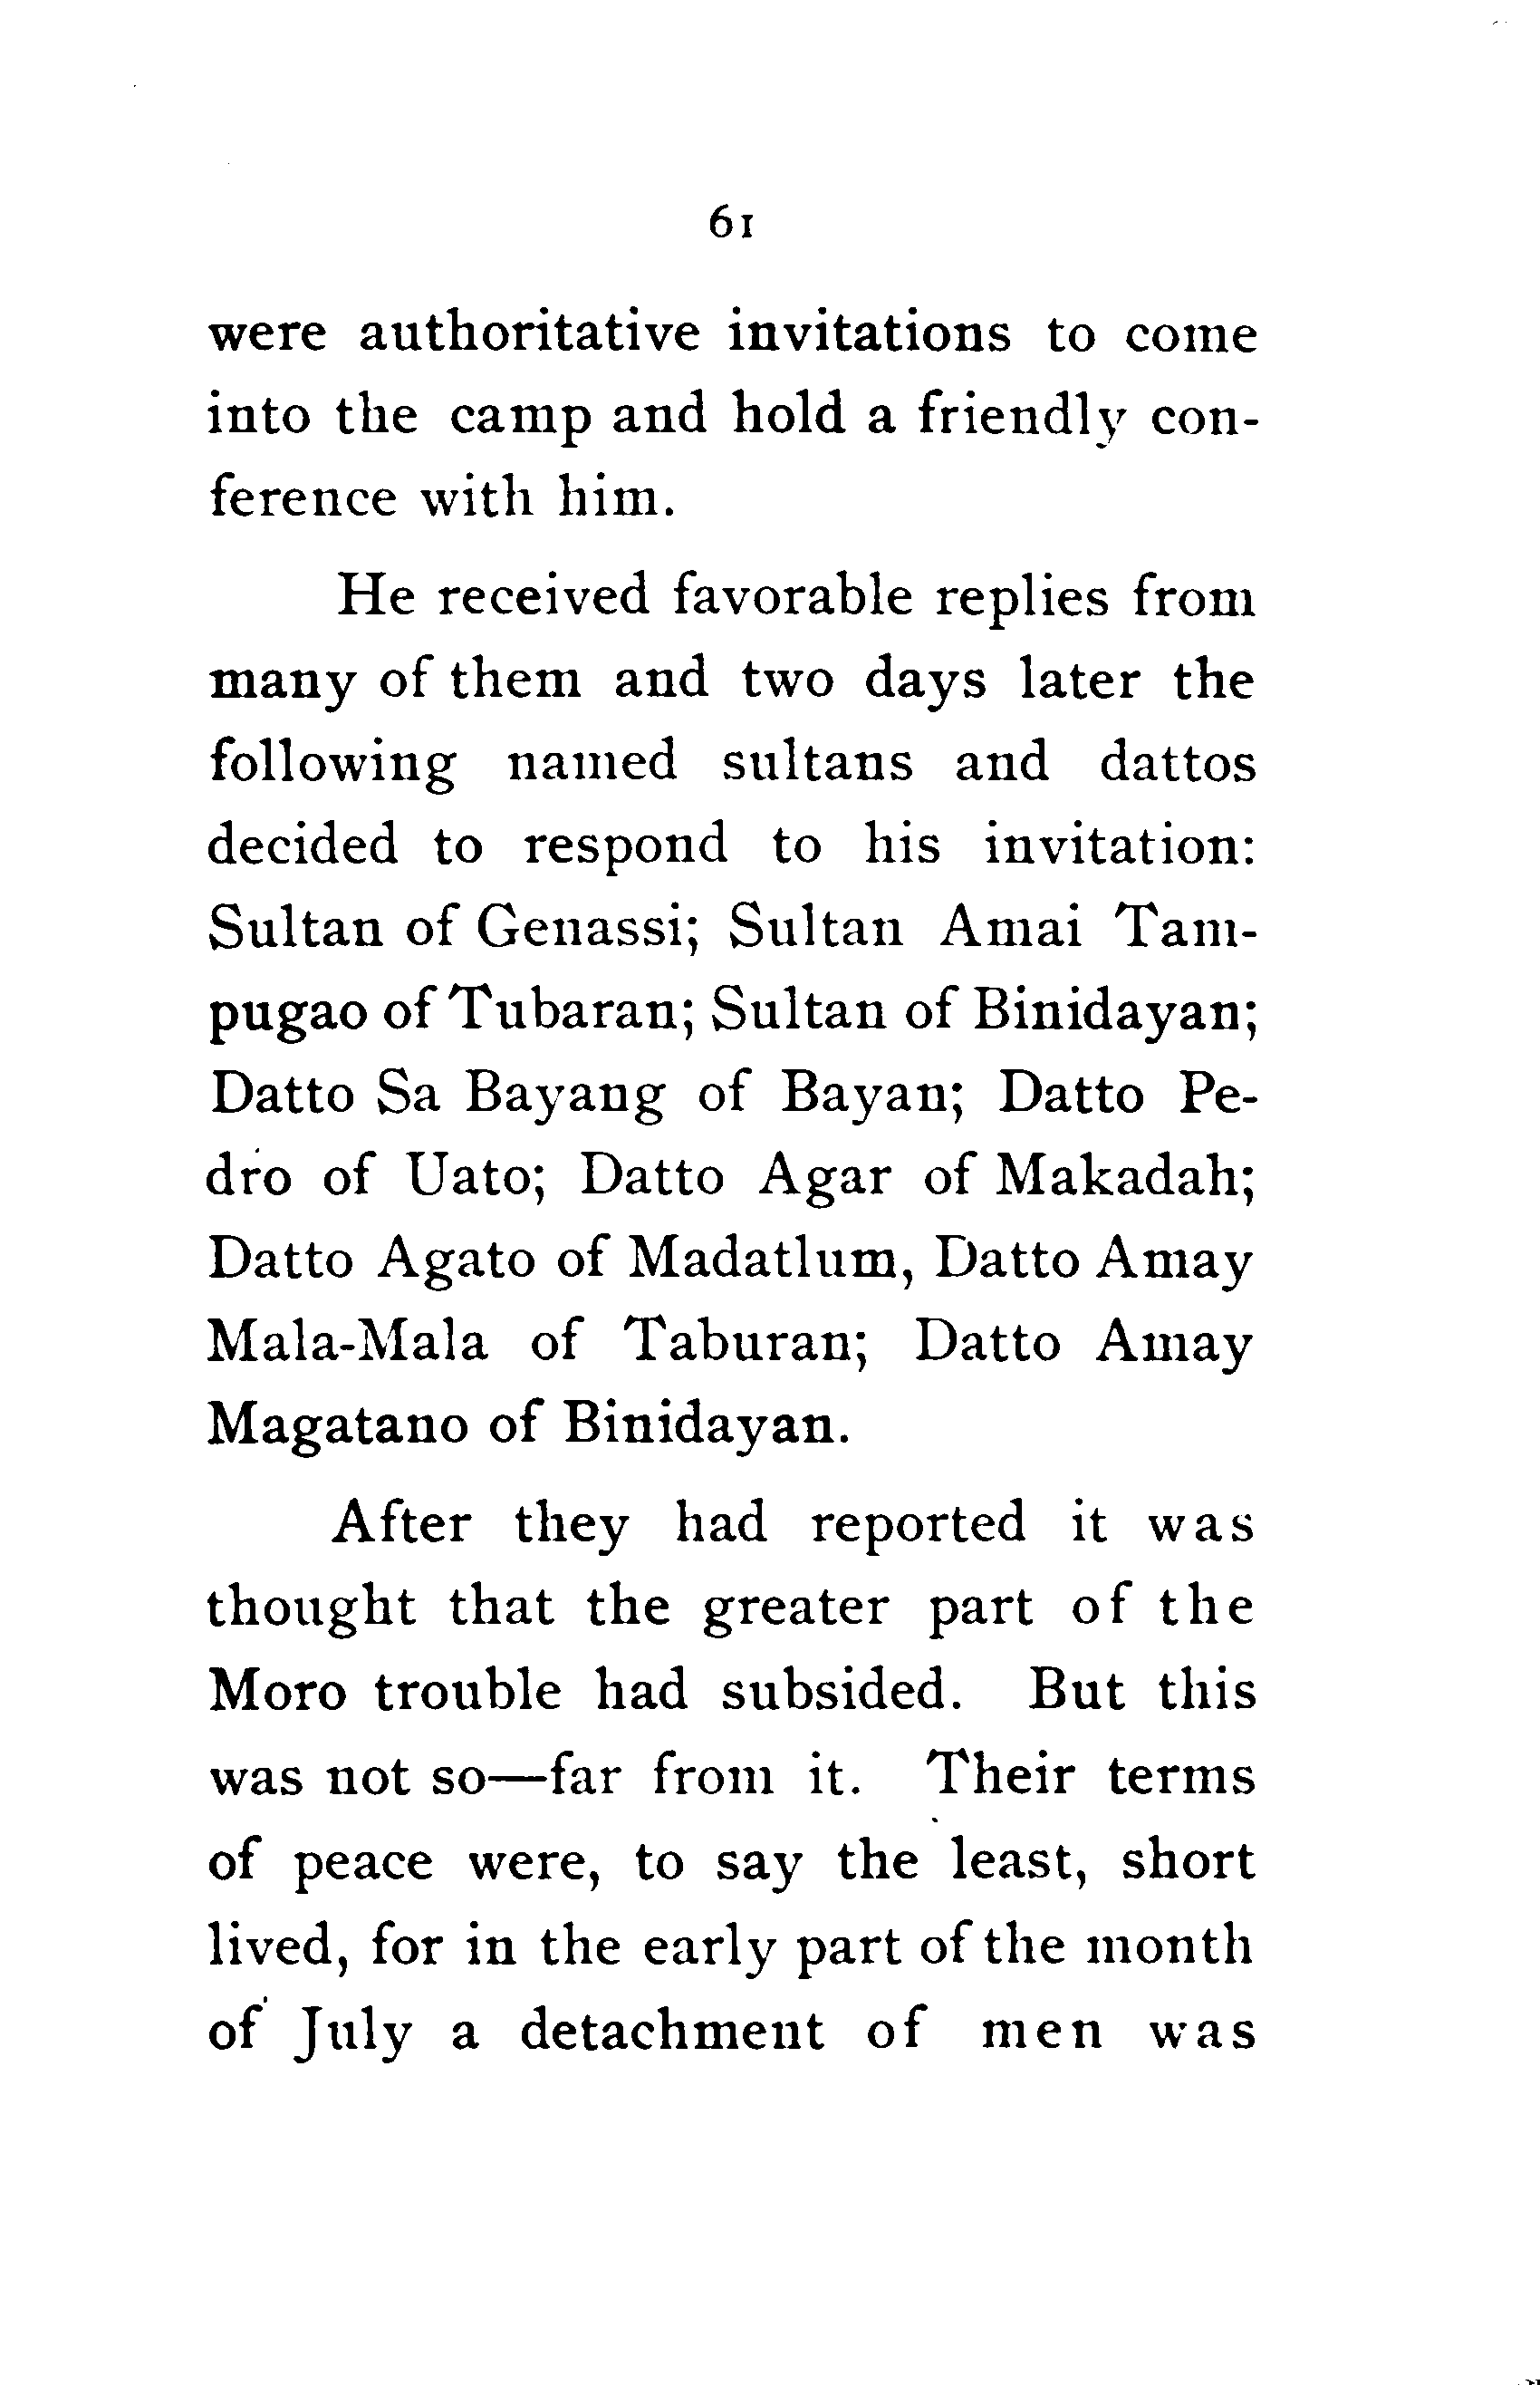 61
were authoritative invitations to come
into the camp and hold a friendly con-
ference with him.
He received favorable replies from
many of them and two days later the
following named sultans and dattos
decided to respond to his invitation:
Sultan of Genassi; Sultan Amai Tam-
pugao of Tubaran; Sultan of Binidayan;
Datto Sa Bayang of Bayan; Datto Pe-
dro of Uato; Datto Agar of Makadah;
Datto Agato of Madatlum, Datto Amay
Mala-Mala of Taburan; Datto Amay
Magatano of Binidayan.
After they had reported it was
thought that the greater part of the
Moro trouble had subsided. But this
was not so—far from it. Their terms
of peace were, to say the least, short
lived, for in the early part of the month
of July a detachment of men was